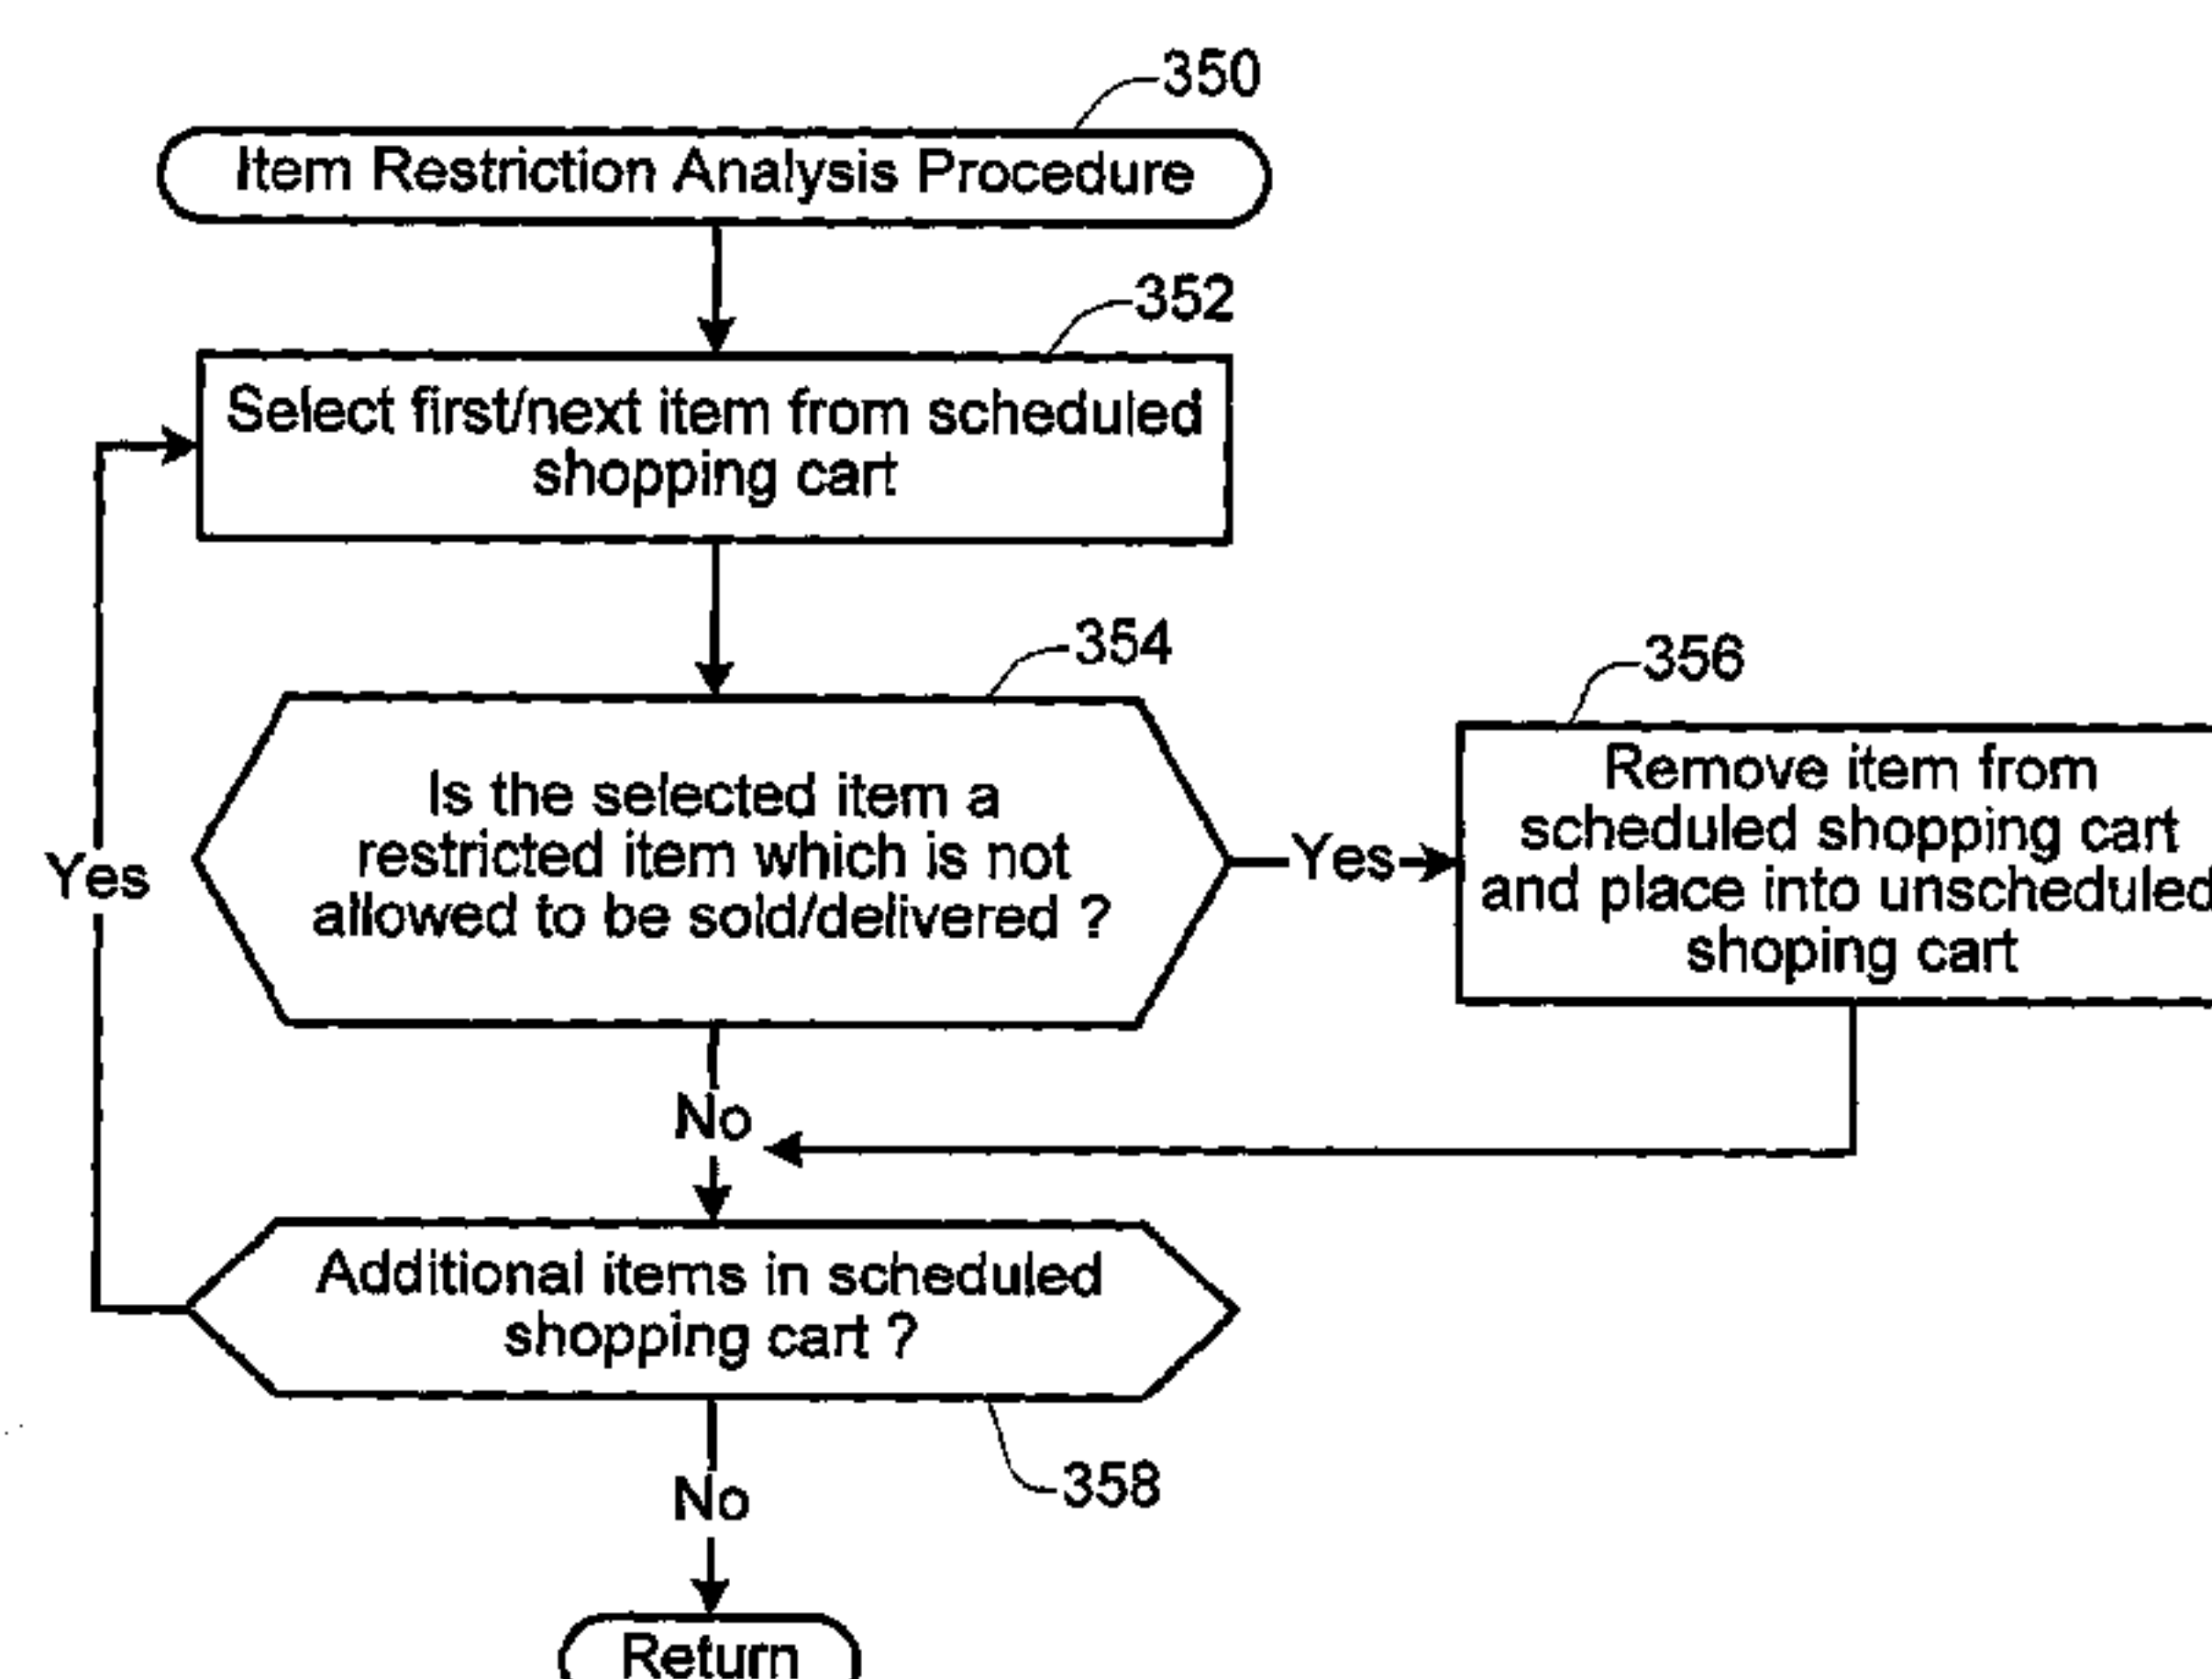 350
Item Restriction Analysis Procedure
352
Select first/next item from scheduled
shopping cart
354
Is the selected item a
restricted item which is not
allowed to be sold/delivered ?
Yes
356
Remove item from
scheduled shopping cart
and place into unscheduled
shoping cart
Yes
No
Additional items in scheduled
shopping cart ?
358
No
Return